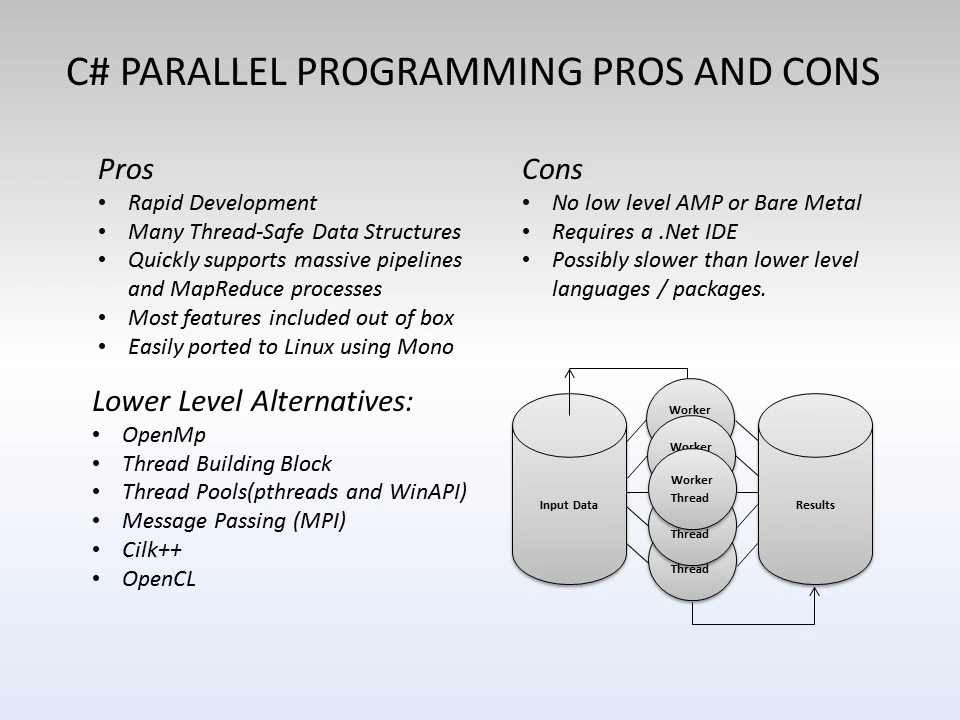 C# PARALLEL PROGRAMMING PROS AND CONS
Pros
• Rapid Development
• Many Thread-Safe Data Structures
• Quickly supports massive pipelines
and MapReduce processes
• Most features included out of box
• Easily ported to Linux using Mono
Cons
• No low level AMP or Bare Metal
• Requires a .Net IDE
• Possibly slower than lower level
languages / packages.
Lower Level Alternatives:
• OpenMp
• Thread Building Block
• Thread Pools(pthreads and WinAPI)
• Message Passing (MPI)
• Cilk++
• OpenCL
Input Data
Worker
Worker
Worker
Thread
Thread
Thread
Results